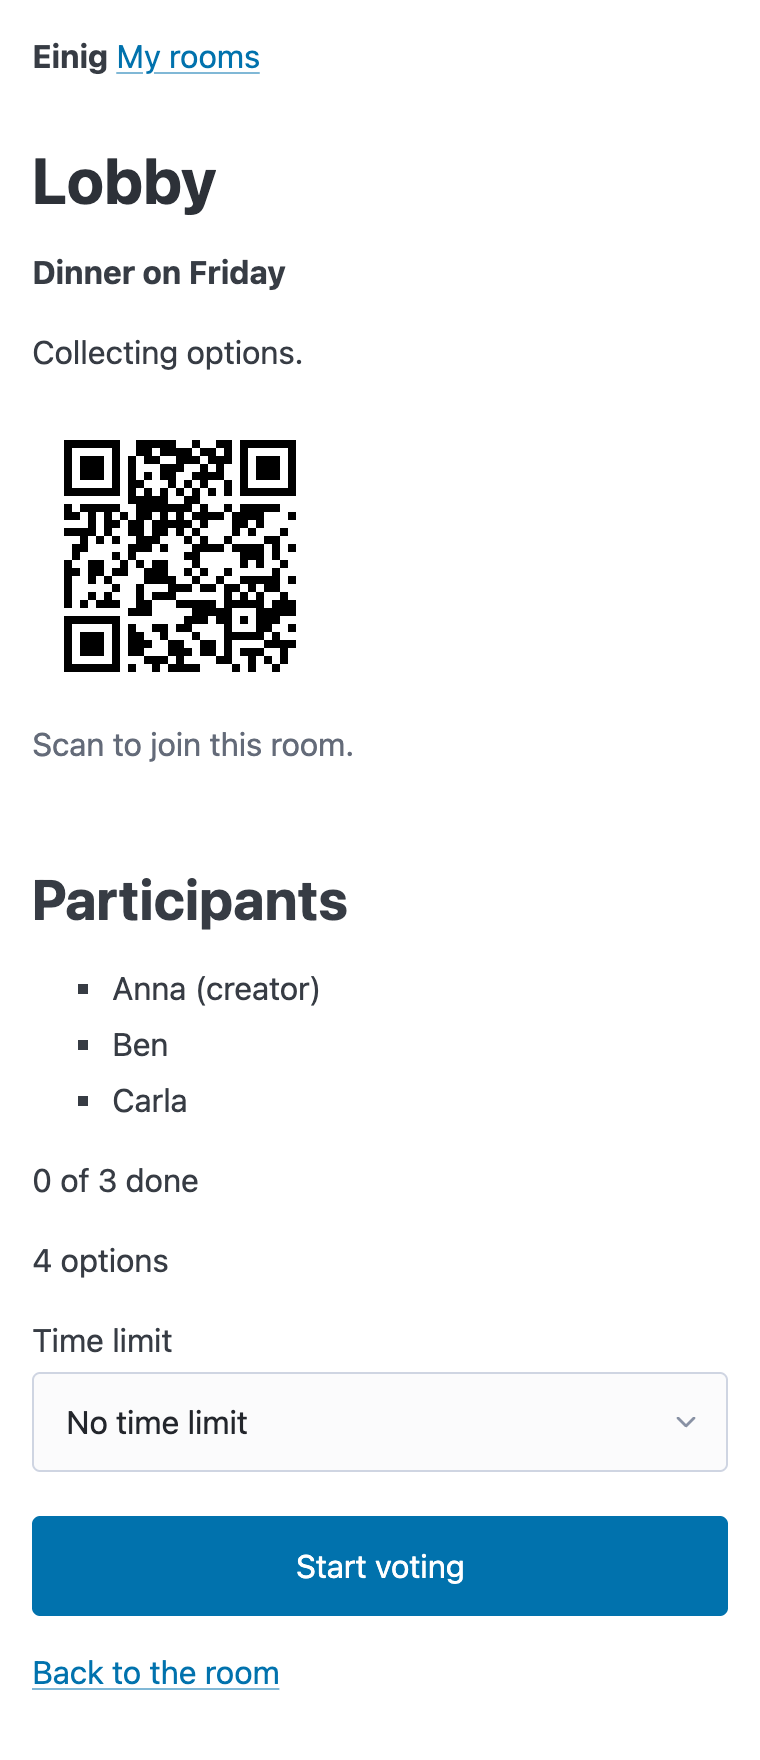 Einig My rooms
Lobby
Dinner on Friday
Collecting options.
Scan to join this room.
Participants
Anna (creator)
Ben
Carla
0 of 3 done
4 options
Time limit
No time limit
Start voting
Back to the room